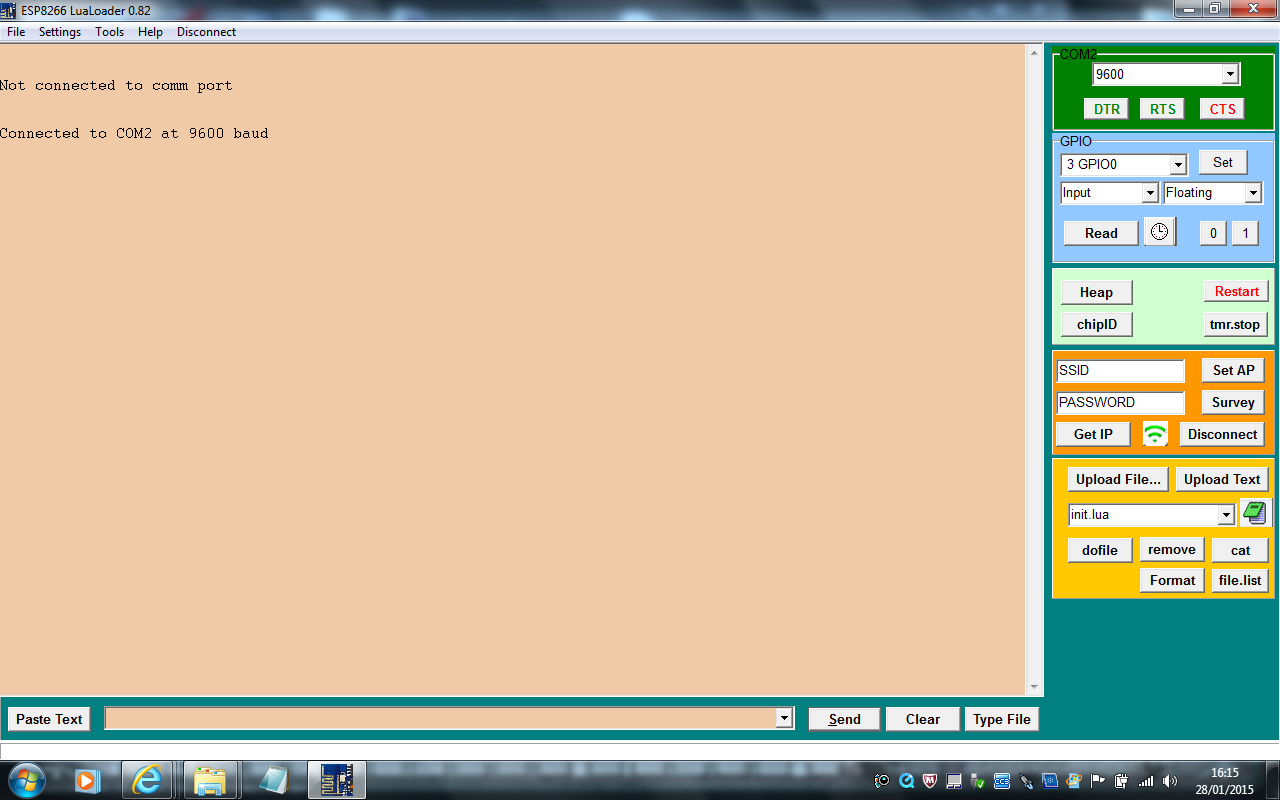 ESP8266 LuaLoader 0.82
File Settings Tools Help Disconnect
Not connected to comm port
Connected to COM2 at 9600 baud
COM2
9600
DTR RTS CTS
GPIO
3 GPIO0 Set
Input Floating
Read 0 1
Heap Restart
chipID tmr.stop
SSID Set AP
PASSWORD Survey
Get IP Disconnect
Upload File... Upload Text
init.lua
dofile remove cat
Format file.list
Paste Text Send Clear Type File
16:15
28/01/2015